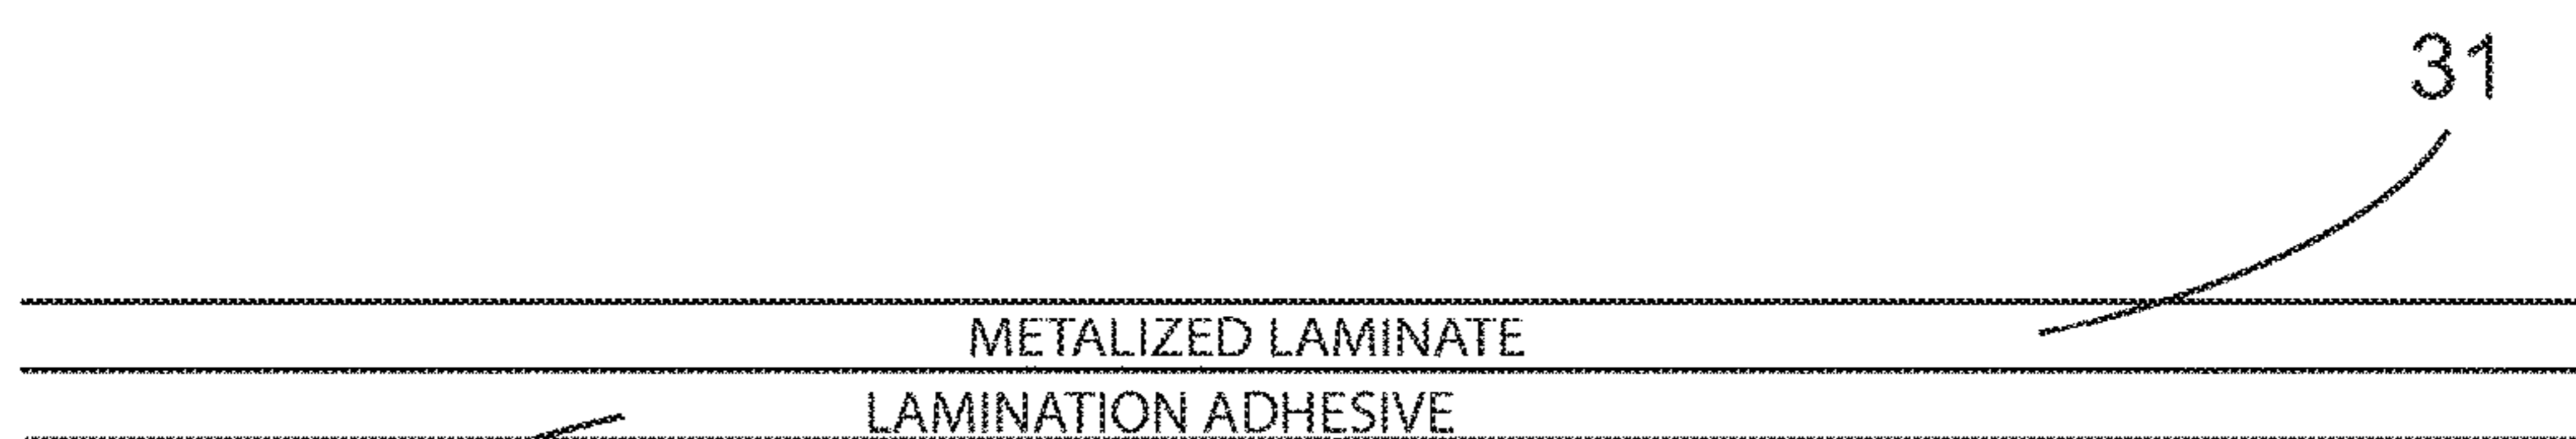 31
METALIZED LAMINATE
LAMINATION ADHESIVE